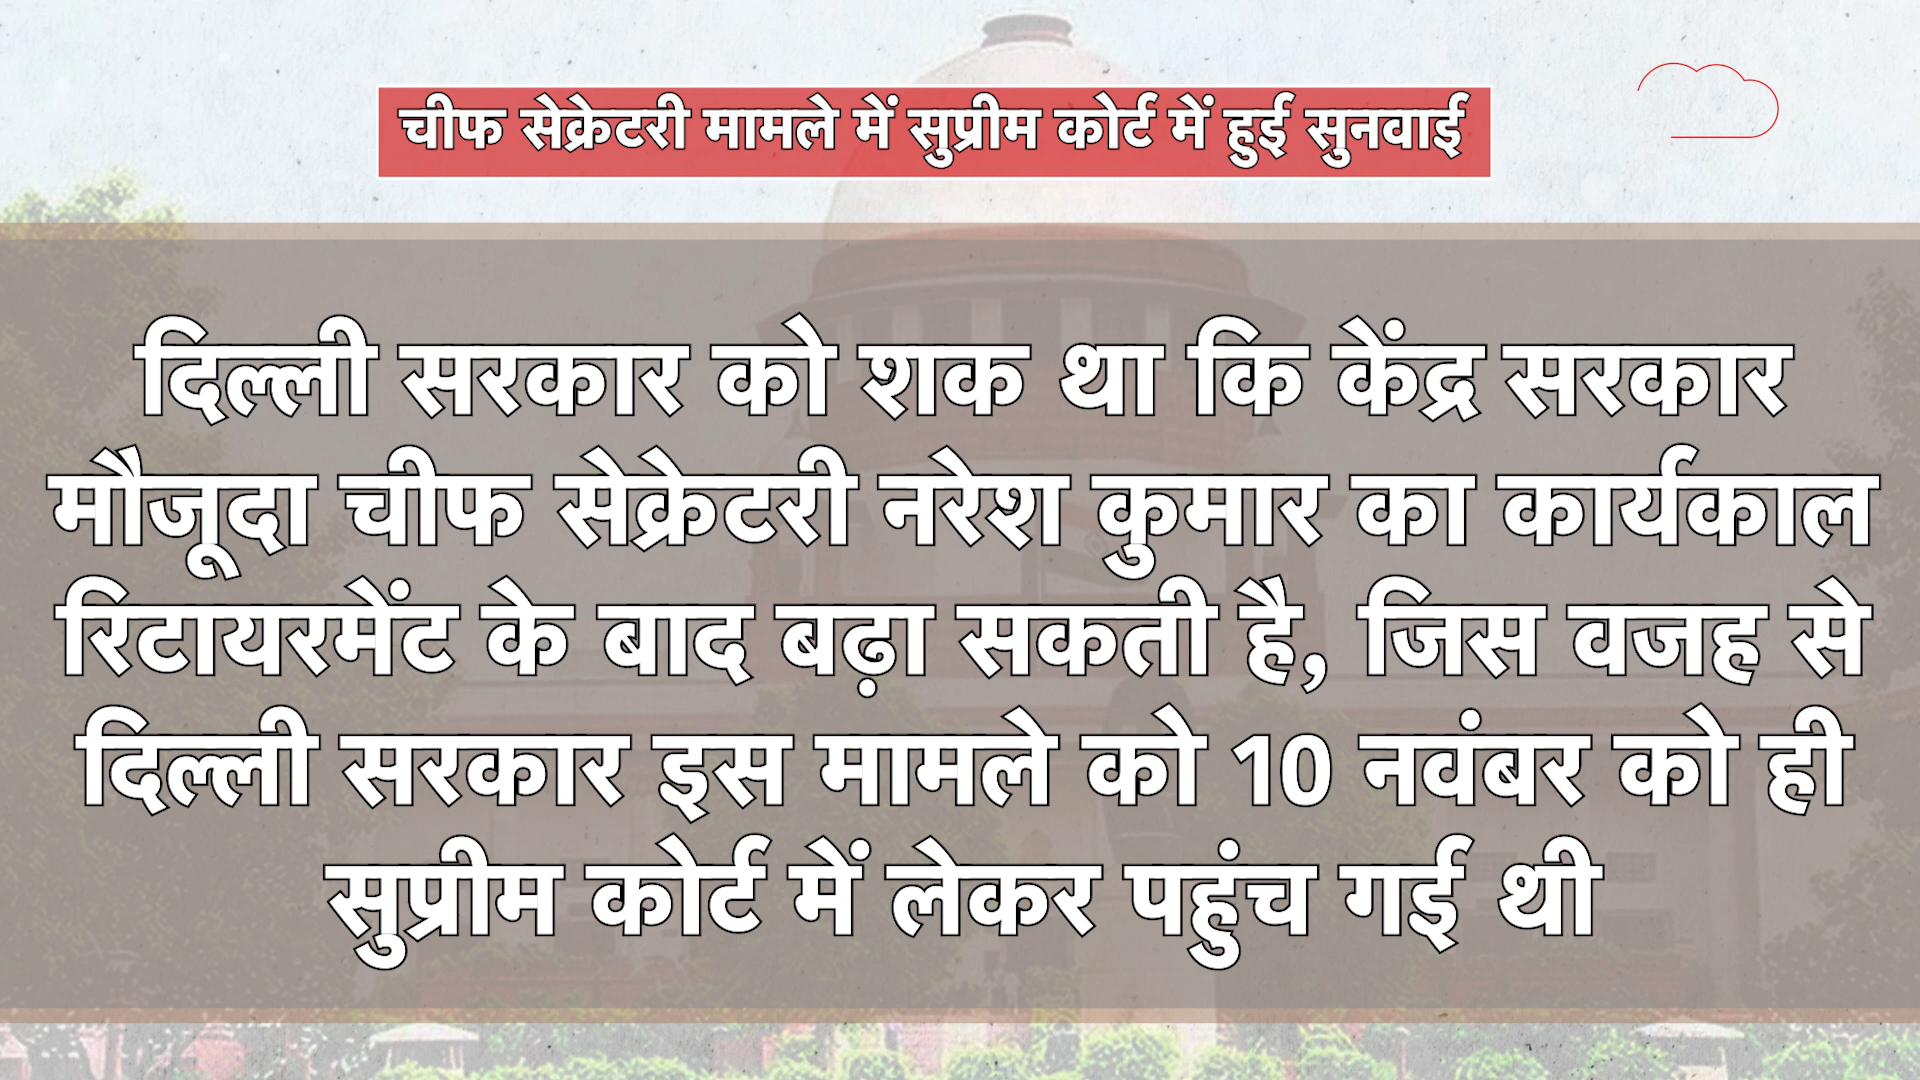 चीफ सेक्रेटरी मामले में सुप्रीम कोर्ट में हुई सुनवाई
दिल्ली सरकार को शक था कि केंद्र सरकार
मौजूदा चीफ सेक्रेटरी नरेश कुमार का कार्यकाल
रिटायरमेंट के बाद बढ़ा सकती है, जिस वजह से
दिल्ली सरकार इस मामले को 10 नवंबर को ही
सुप्रीम कोर्ट में लेकर पहुंच गई थी